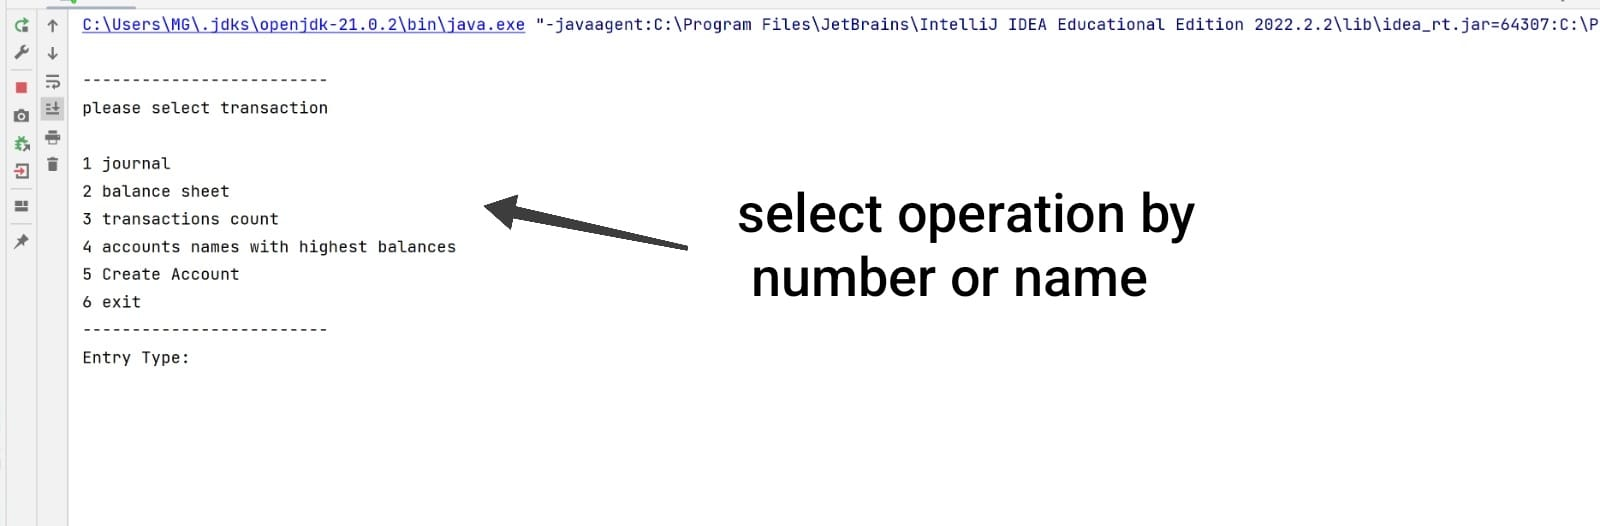 C:\Users\MG\.jdks\openjdk-21.0.2\bin\java.exe "-javaagent:C:\Program Files\JetBrains\IntelliJ IDEA Educational Edition 2022.2.2\lib\idea_rt.jar=64307:C:\P
-------------------------
please select transaction
1 journal
2 balance sheet
3 transactions count
4 accounts names with highest balances
5 Create Account
6 exit
-------------------------
Entry Type:
select operation by
number or name